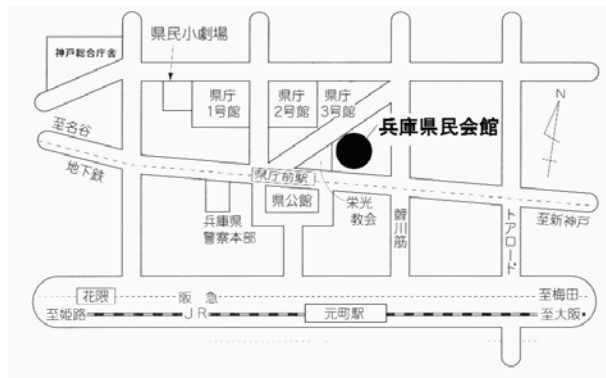 県民小劇場
神戸総合庁舎
県庁
1号館
県庁
2号館
県庁
3号館
N
兵庫県民会館
至名谷
地下鉄
県庁前駅
県公館
栄光
教会
兵庫県
警察本部
鯉川筋
トアロード
至新神戸
花隈
阪急
至梅田
至姫路
JR
元町駅
至大阪